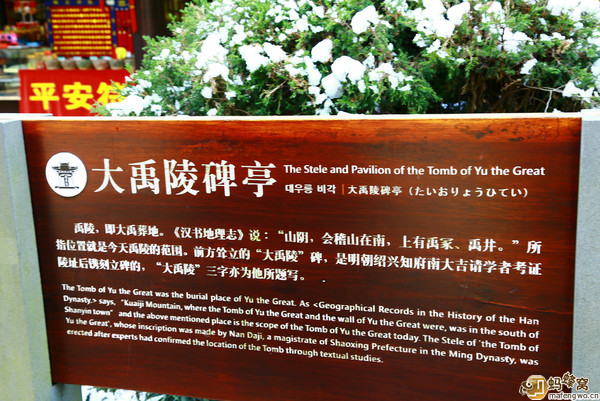 平安符
大禹陵碑亭
The Stele and Pavilion of the Tomb of Yu the Great
대우릉 비각 | 大禹陵碑亭（たいおりょうひてい）
禹陵，即大禹葬地。《汉书地理志》说：“山阴，会稽山在南，上有禹冢、禹井。”所
指位置就是今天禹陵的范围。前方耸立的“大禹陵”碑，是明朝绍兴知府南大吉请学者考证
陵址后镌刻立碑的，“大禹陵”三字亦为他所题写。
The Tomb of Yu the Great was the burial place of Yu the Great. As <Geographical Records in the History of the Han
Dynasty.> says, "Kuaiji Mountain, where the Tomb of Yu the Great and the wall of Yu the Great were, was in the south of
Shanyin town" and the above mentioned place is the scope of the Tomb of Yu the Great today. The Stele of 'the Tomb of
Yu the Great', whose inscription was made by Nan Daji, a magistrate of Shaoxing Prefecture in the Ming Dynasty, was
erected after experts had confirmed the location of the Tomb through textual studies.
蚂蜂窝
mafengwo.cn